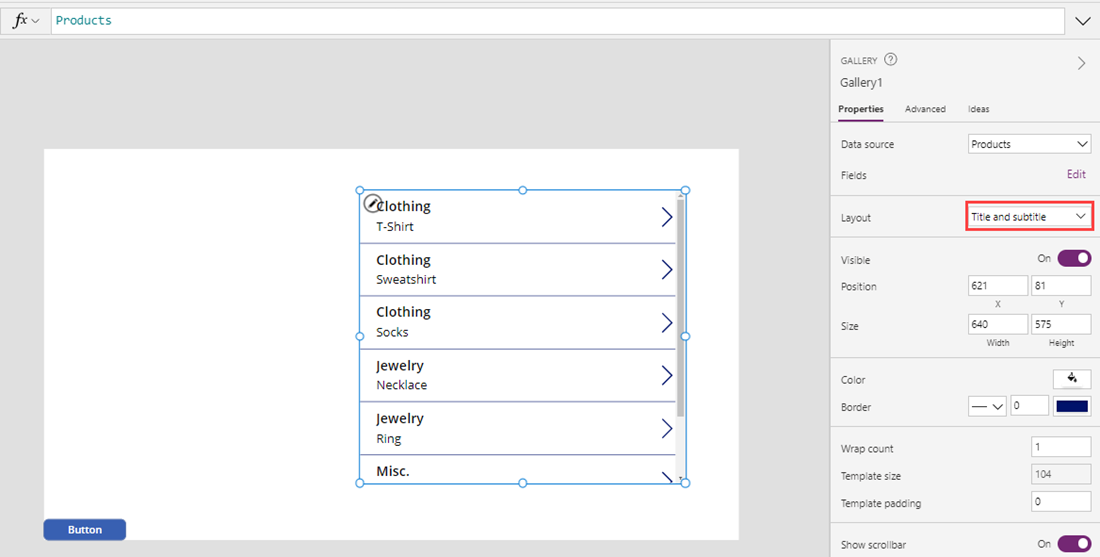 fx Products
GALLERY ?
Gallery1
Properties Advanced Ideas
Data source Products
Fields Edit
Layout Title and subtitle
Visible On
Position 621 81
X Y
Size 640 575
Width Height
Color
Border 0
Wrap count 1
Template size 104
Template padding 0
Show scrollbar On
Clothing
T-Shirt
Clothing
Sweatshirt
Clothing
Socks
Jewelry
Necklace
Jewelry
Ring
Misc.
Button